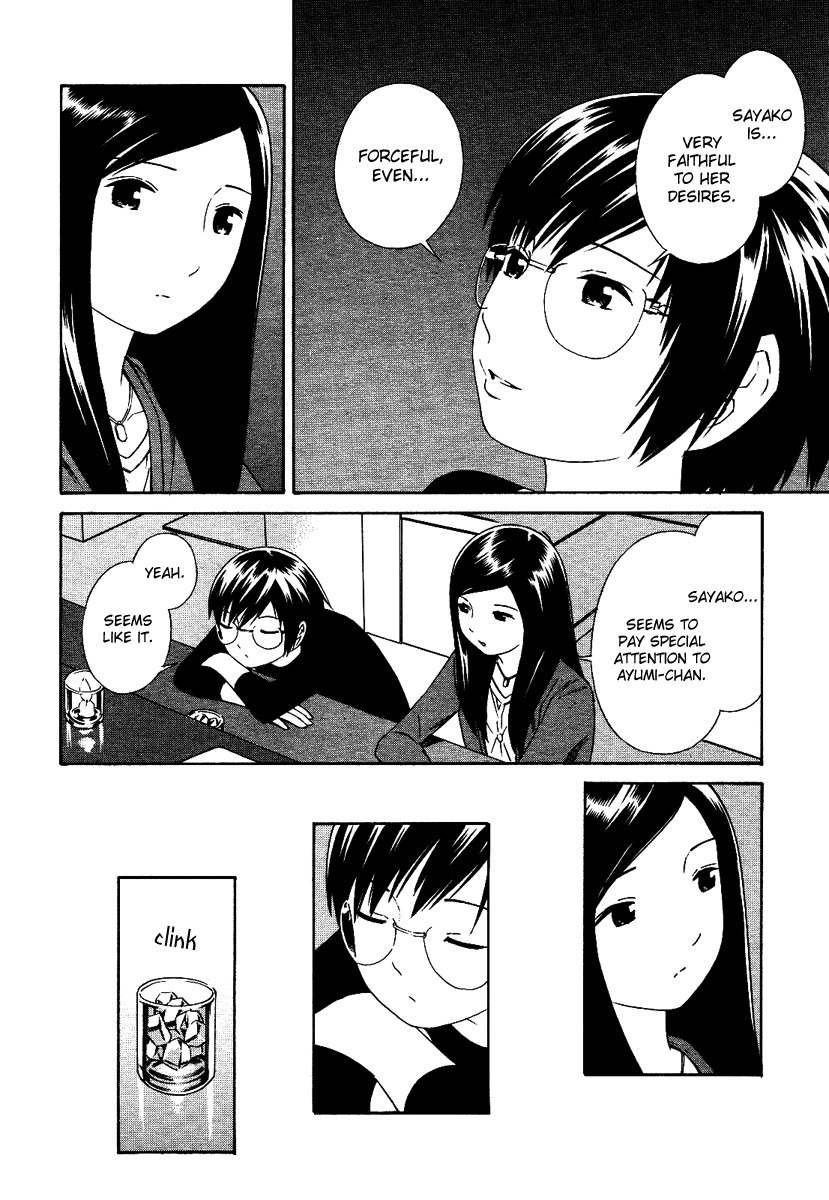 SAYAKO
IS...
VERY
FAITHFUL
TO HER
DESIRES.
FORCEFUL,
EVEN...
SAYAKO...
SEEMS TO
PAY SPECIAL
ATTENTION TO
AYUMI-CHAN.
YEAH.
SEEMS
LIKE IT.
clink